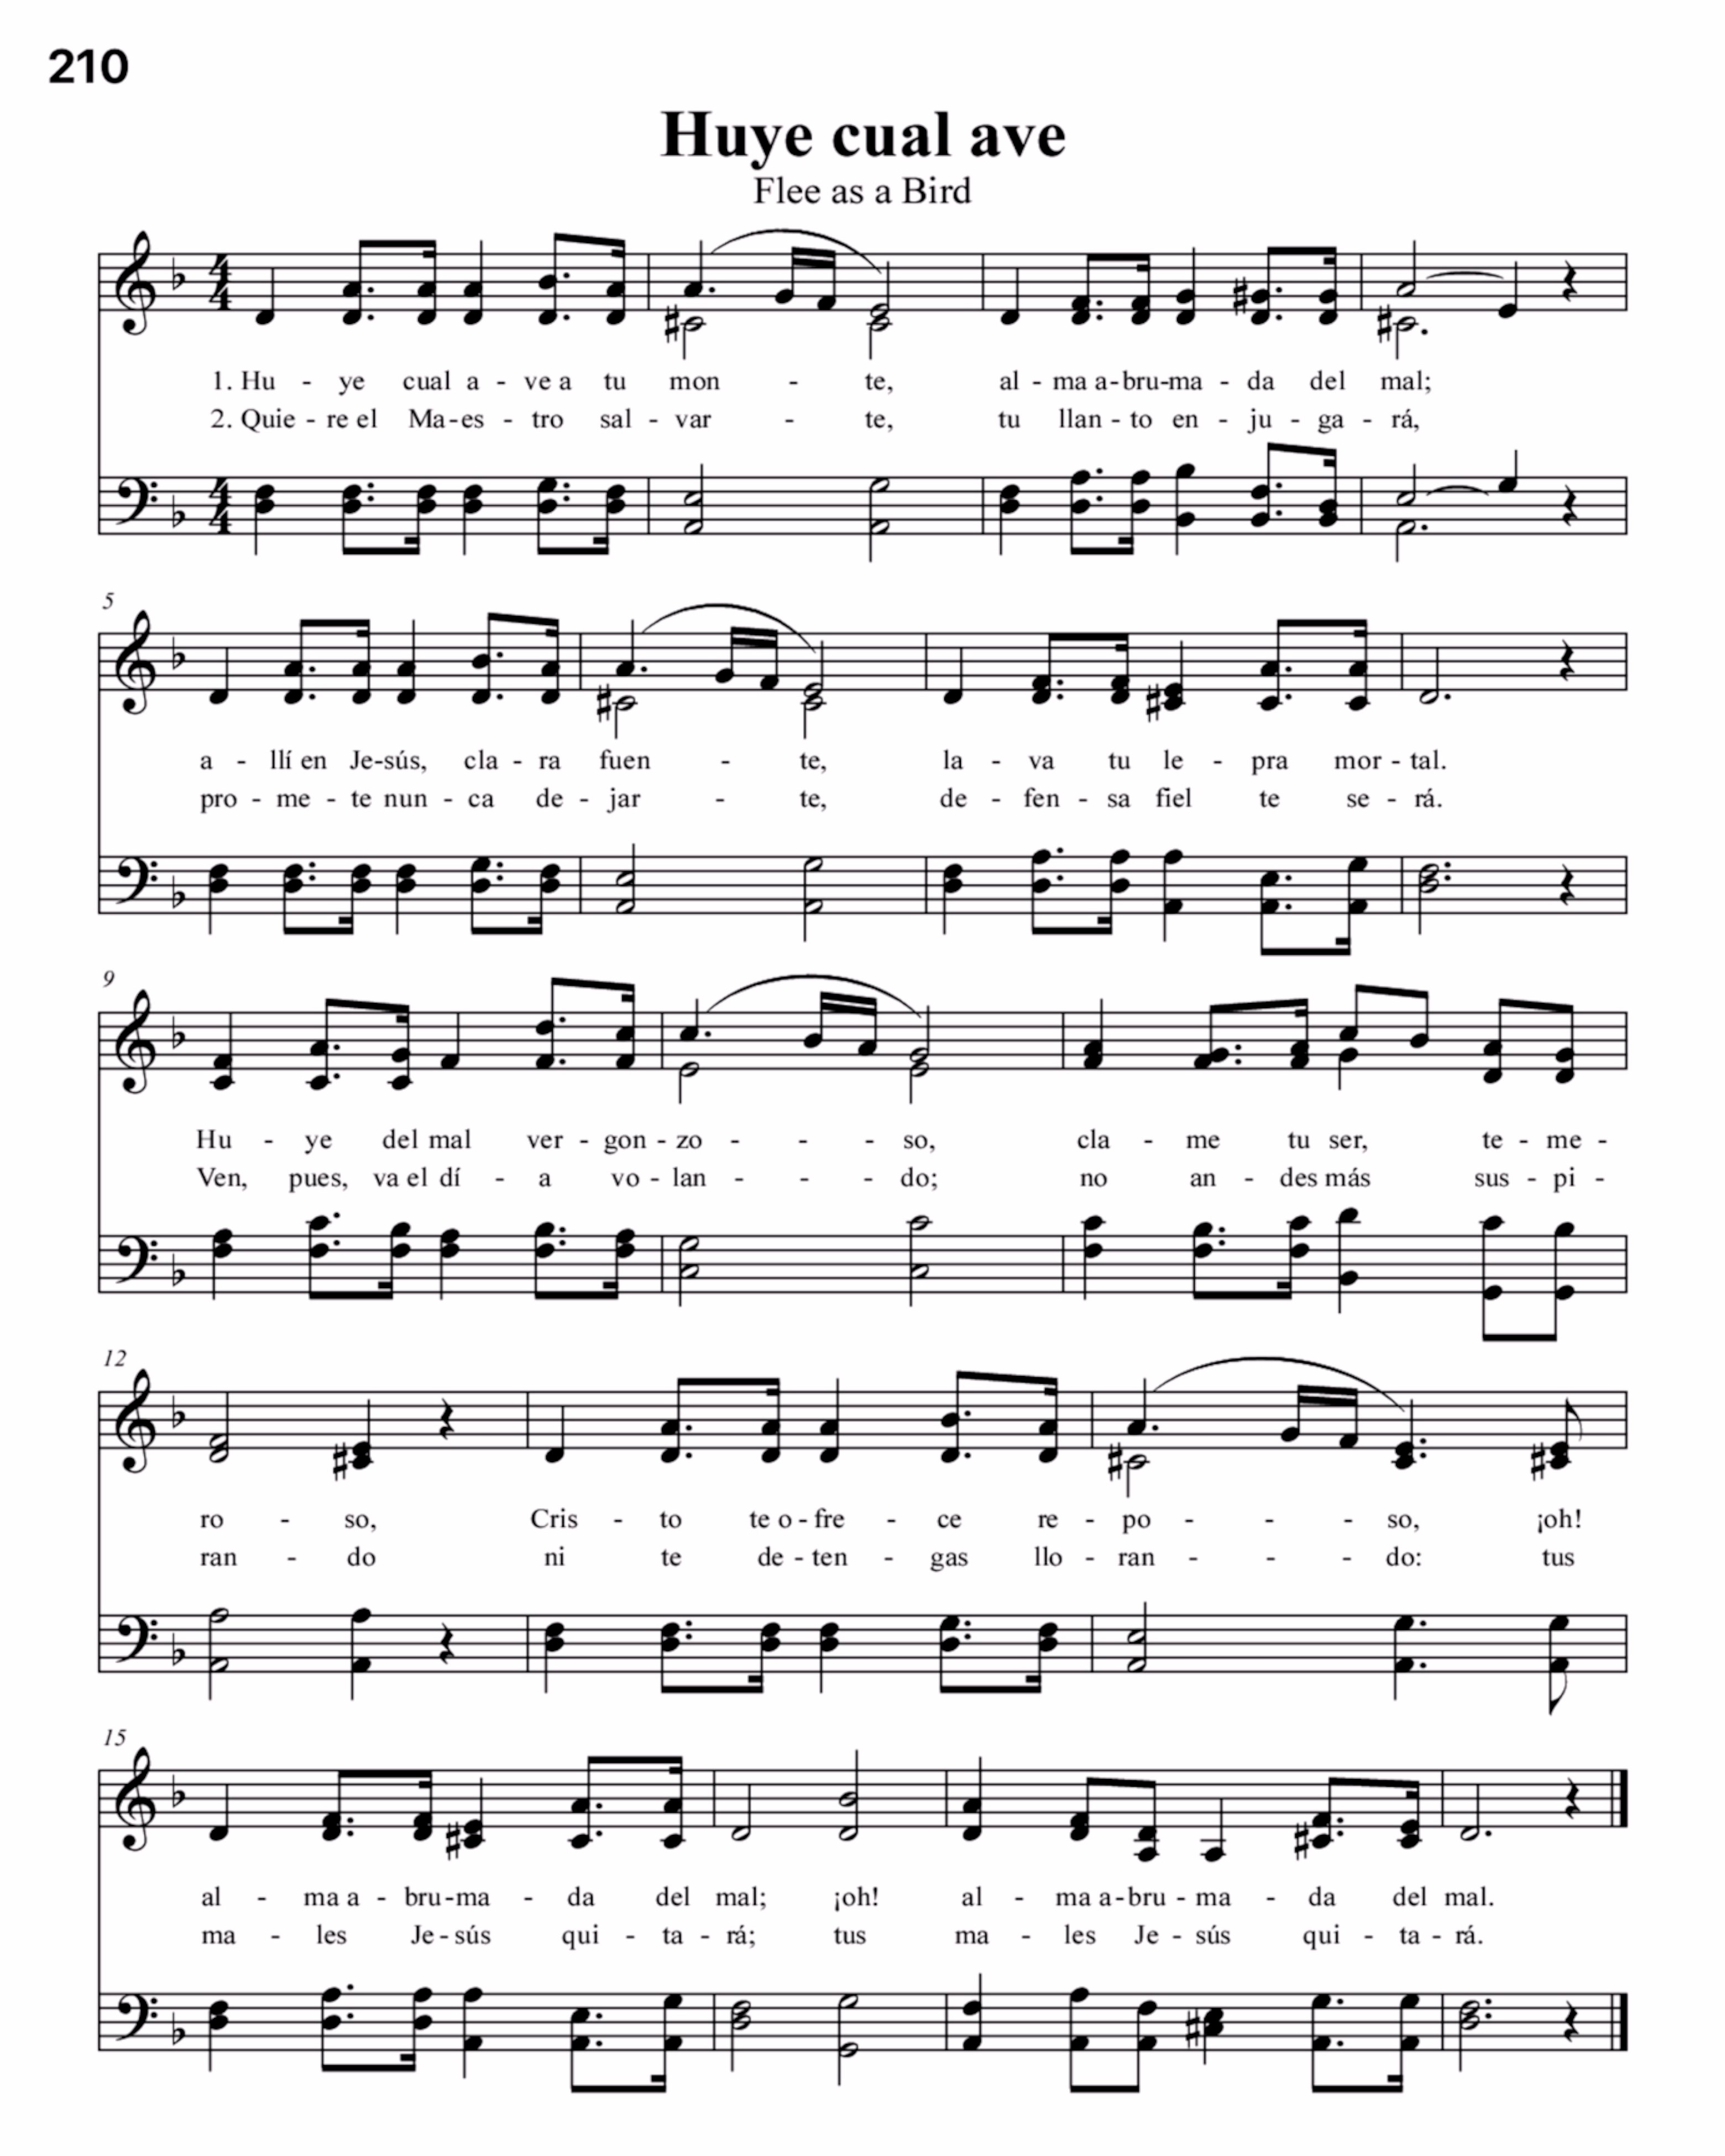 210
Huye cual ave
Flee as a Bird
4 4
1. Hu - ye cual a - ve a tu mon - te, al - ma a-bru-ma - da del mal;
2. Quie - re el Ma-es - tro sal - var - te, tu llan - to en - ju - ga - rá,
4 4
5
a - llí en Je-sús, cla - ra fuen - te, la - va tu le - pra mor - tal.
pro - me - te nun - ca de - jar - te, de - fen - sa fiel te se - rá.
9
Hu - ye del mal ver - gon - zo - - - so, cla - me tu ser, te - me -
Ven, pues, va el dí - a vo - lan - - - do; no an - des más sus - pi -
12
ro - so, Cris - to te o - fre - ce re - po - - - so, ¡oh!
ran - do ni te de - ten - gas llo - ran - - - do: tus
15
al - ma a - bru-ma - da del mal; ¡oh! al - ma a-bru - ma - da del mal.
ma - les Je - sús qui - ta - rá; tus ma - les Je - sús qui - ta - rá.